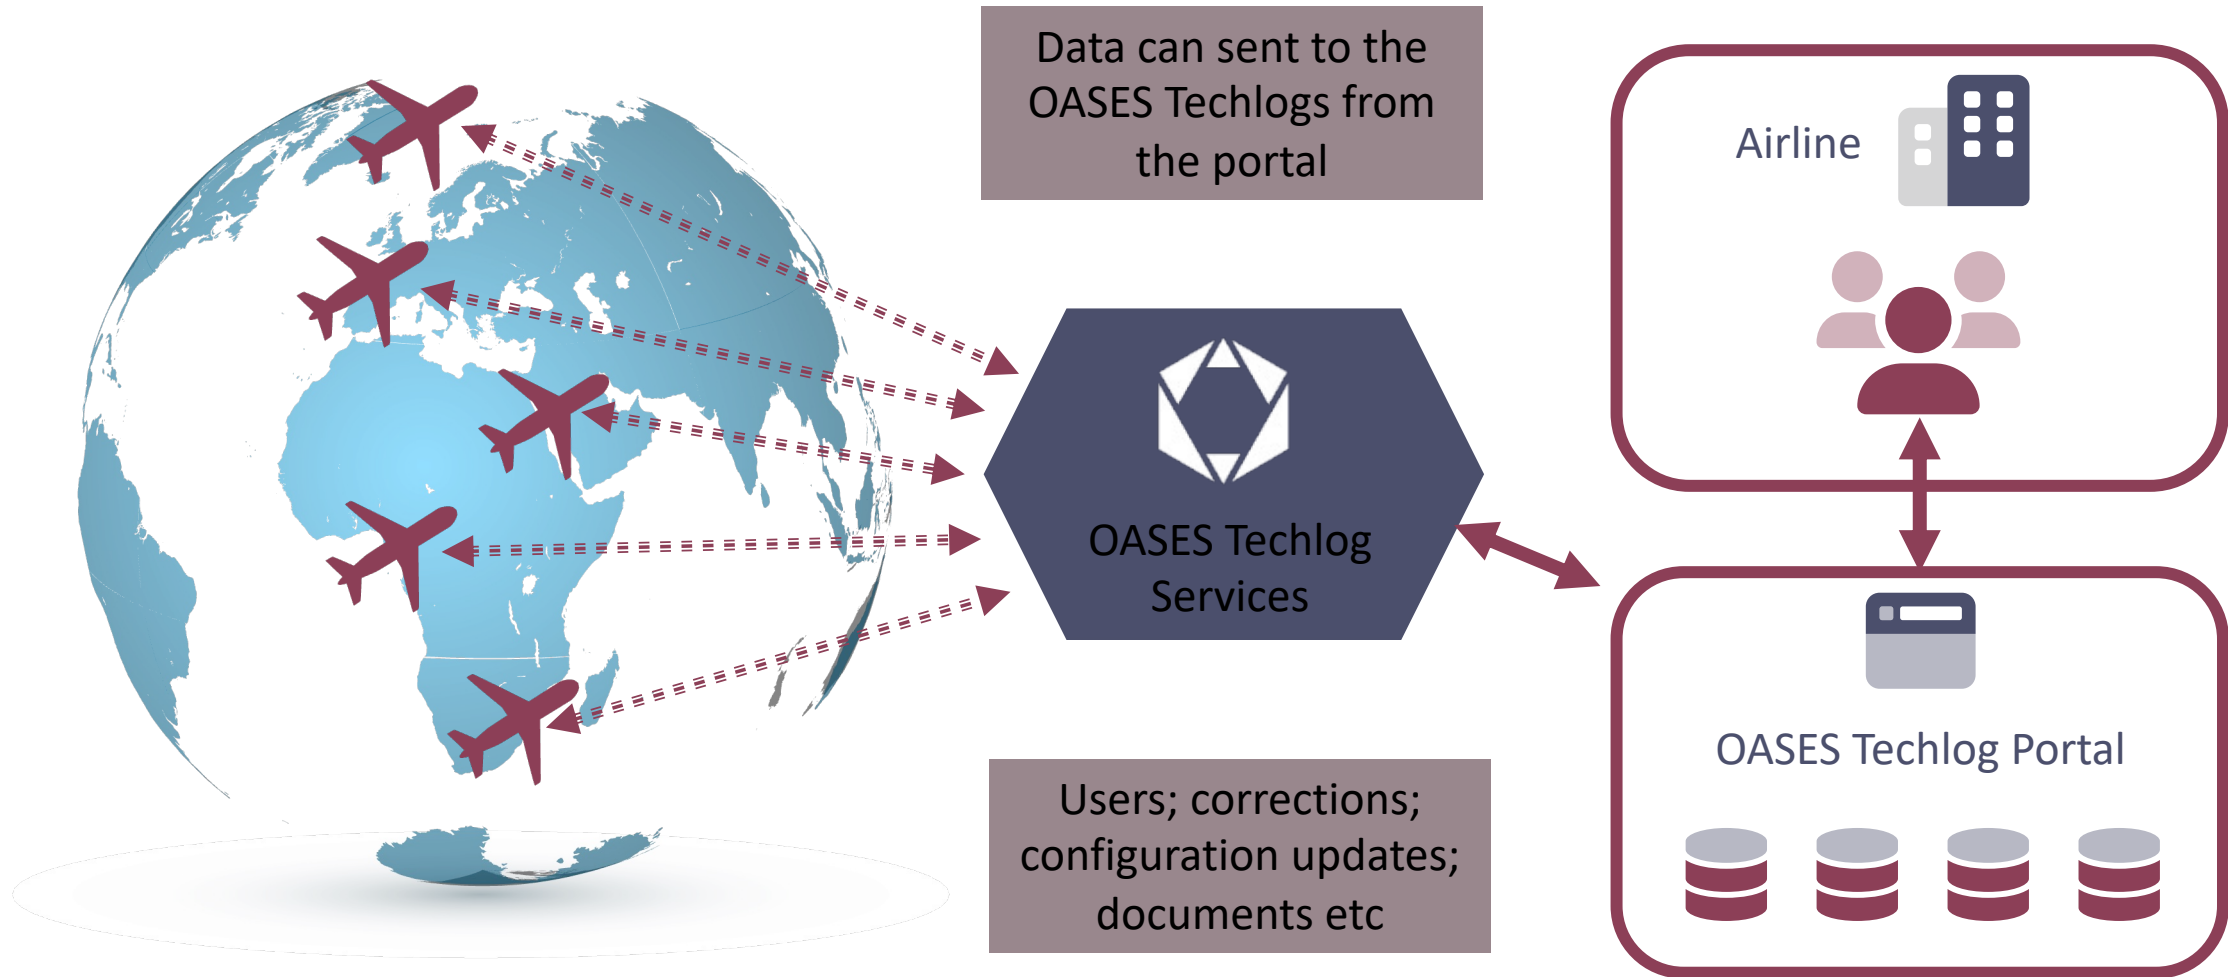 Data can sent to the
OASES Techlogs from
the portal
Airline
OASES Techlog
Services
OASES Techlog Portal
Users; corrections;
configuration updates;
documents etc